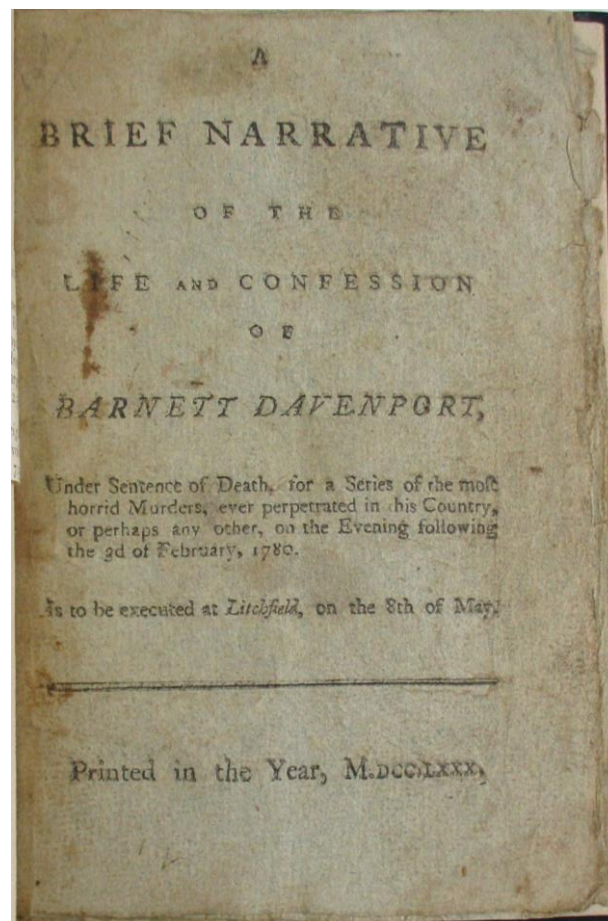 A
BRIEF NARRATIVE
OF THE
LIFE AND CONFESSION
OF
BARNETT DAVENPORT,
Under Sentence of Death, for a Series of the moſt
horrid Murders, ever perpetrated in this Country,
or perhaps any other, on the Evening following
the 3d of February, 1780.
Is to be executed at Litchfield, on the 8th of May.
Printed in the Year, M.DCC.LXXX,